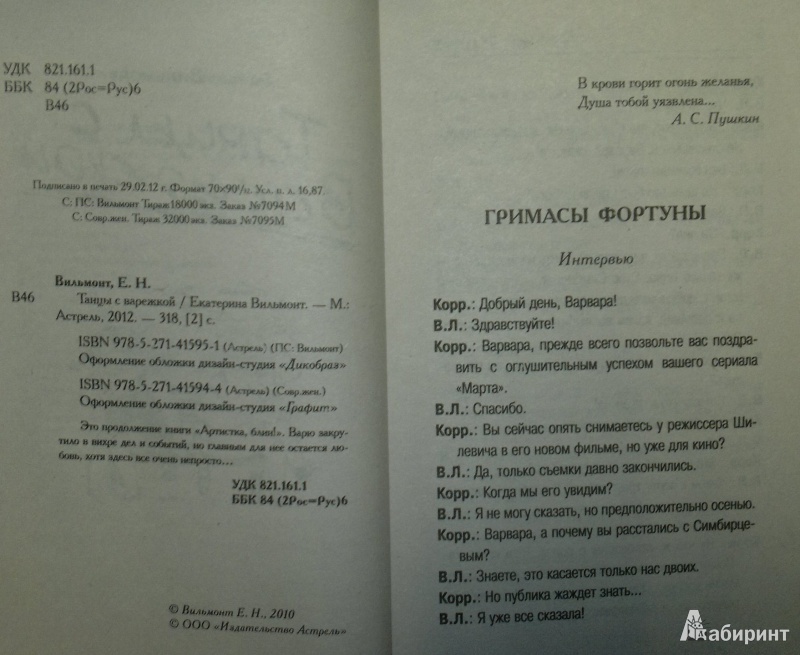 УДК 821.161.1
ББК 84 (2Рос=Рус)6
В46
Подписано в печать 29.02.12 г. Формат 70×90¹/₃₂. Усл. п. л. 16,87
С: ПС: Вильмонт Тираж 18000 экз. Заказ №7094М
С: Совр.жен. Тираж 32000экз. Заказ №7095М
Вильмонт, Е. Н.
В46 Танцы с варежкой / Екатерина Вильмонт. — М.:
Астрель, 2012. — 318, [2] с.
ISBN 978-5-271-41595-1 (Астрель) (ПС: Вильмонт)
Оформление обложки дизайн-студия «Дикобраз»
ISBN 978-5-271-41594-4 (Астрель) (Совр.жен.)
Оформление обложки дизайн-студия «Графит»
Это продолжение книги «Артистка, блин!». Варю закру-
тило в вихре дел и событий, но главным для нее остается лю-
бовь, хотя здесь все очень непросто...
УДК 821.161.1
ББК 84 (2Рос=Рус)6
© Вильмонт Е. Н., 2010
© ООО «Издательство Астрель»
В крови горит огонь желанья,
Душа тобой уязвлена...
А. С. Пушкин
ГРИМАСЫ ФОРТУНЫ
Интервью
Корр.: Добрый день, Варвара!
В.Л.: Здравствуйте!
Корр.: Варвара, прежде всего позвольте вас поздра-
вить с оглушительным успехом вашего сериала
«Марта».
В.Л.: Спасибо.
Корр.: Вы сейчас опять снимаетесь у режиссера Ши-
левича в его новом фильме, но уже для кино?
В.Л.: Да, только съемки давно закончились.
Корр.: Когда мы его увидим?
В.Л.: Я не могу сказать, но предположительно осенью.
Корр.: Варвара, а почему вы расстались с Симбирце-
вым?
В.Л.: Знаете, это касается только нас двоих.
Корр.: Но публика жаждет знать...
В.Л.: Я уже все сказала!
Лабиринт